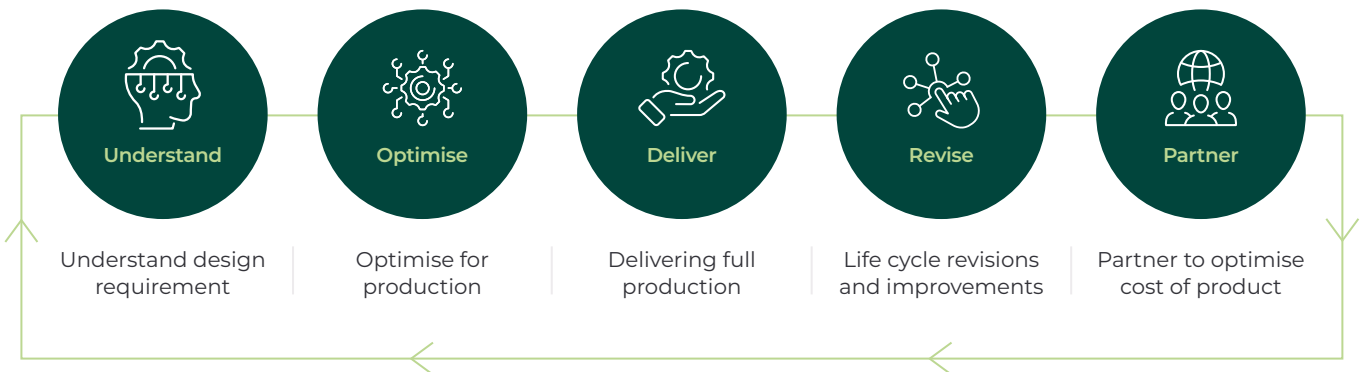 Understand
Optimise
Deliver
Revise
Partner
Understand design
requirement
Optimise for
production
Delivering full
production
Life cycle revisions
and improvements
Partner to optimise
cost of product